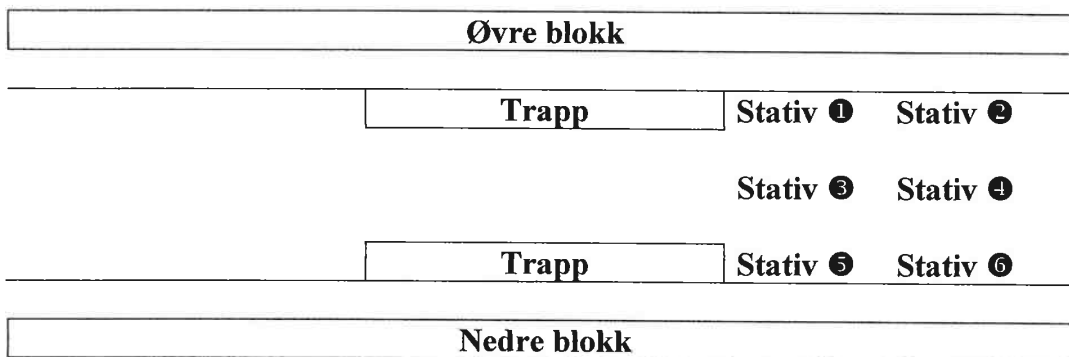 Øvre blokk
Trapp Stativ ❶ Stativ ❷
Stativ ❸ Stativ ❹
Trapp Stativ ❺ Stativ ❻
Nedre blokk